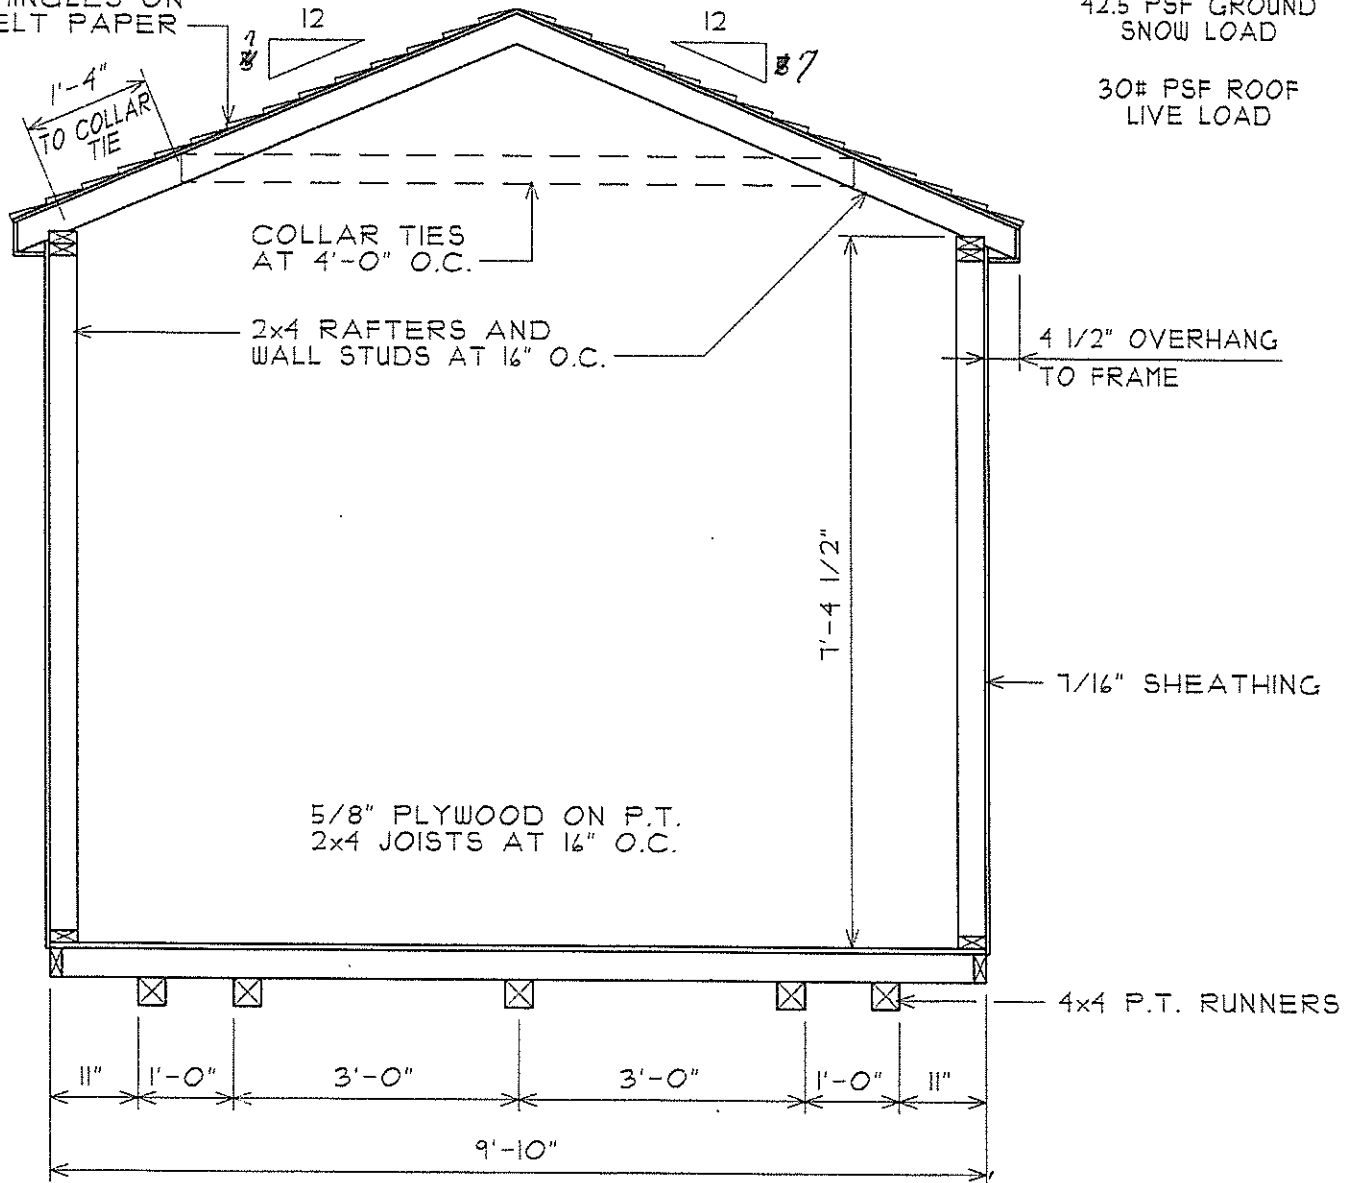 ELT PAPER
12
7
12
7
42.5 PSF GROUND
SNOW LOAD
30# PSF ROOF
LIVE LOAD
1'-4"
TO COLLAR
TIE
COLLAR TIES
AT 4'-0" O.C.
2x4 RAFTERS AND
WALL STUDS AT 16" O.C.
4 1/2" OVERHANG
TO FRAME
7'-4 1/2"
7/16" SHEATHING
5/8" PLYWOOD ON P.T.
2x4 JOISTS AT 16" O.C.
4x4 P.T. RUNNERS
11"
1'-0"
3'-0"
3'-0"
1'-0"
11"
9'-10"